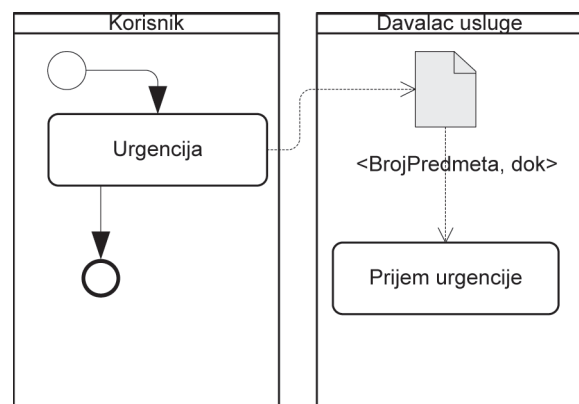 Korisnik
Davalac usluge
Urgencija
<BrojPredmeta, dok>
Prijem urgencije